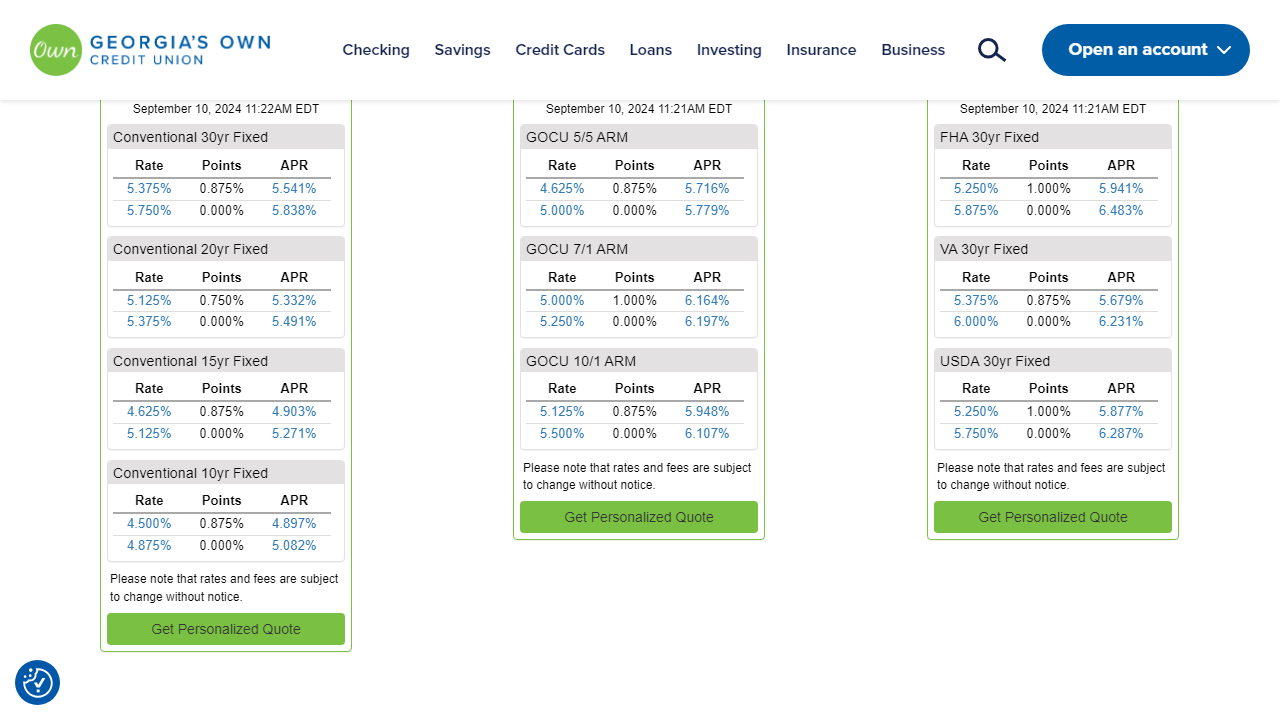 Own GEORGIA'S OWN
CREDIT UNION
Checking Savings Credit Cards Loans Investing Insurance Business Open an account
September 10, 2024 11:22AM EDT
Conventional 30yr Fixed
Rate Points APR
5.375% 0.875% 5.541%
5.750% 0.000% 5.838%
Conventional 20yr Fixed
Rate Points APR
5.125% 0.750% 5.332%
5.375% 0.000% 5.491%
Conventional 15yr Fixed
Rate Points APR
4.625% 0.875% 4.903%
5.125% 0.000% 5.271%
Conventional 10yr Fixed
Rate Points APR
4.500% 0.875% 4.897%
4.875% 0.000% 5.082%
Please note that rates and fees are subject
to change without notice.
Get Personalized Quote
September 10, 2024 11:21AM EDT
GOCU 5/5 ARM
Rate Points APR
4.625% 0.875% 5.716%
5.000% 0.000% 5.779%
GOCU 7/1 ARM
Rate Points APR
5.000% 1.000% 6.164%
5.250% 0.000% 6.197%
GOCU 10/1 ARM
Rate Points APR
5.125% 0.875% 5.948%
5.500% 0.000% 6.107%
Please note that rates and fees are subject
to change without notice.
Get Personalized Quote
September 10, 2024 11:21AM EDT
FHA 30yr Fixed
Rate Points APR
5.250% 1.000% 5.941%
5.875% 0.000% 6.483%
VA 30yr Fixed
Rate Points APR
5.375% 0.875% 5.679%
6.000% 0.000% 6.231%
USDA 30yr Fixed
Rate Points APR
5.250% 1.000% 5.877%
5.750% 0.000% 6.287%
Please note that rates and fees are subject
to change without notice.
Get Personalized Quote